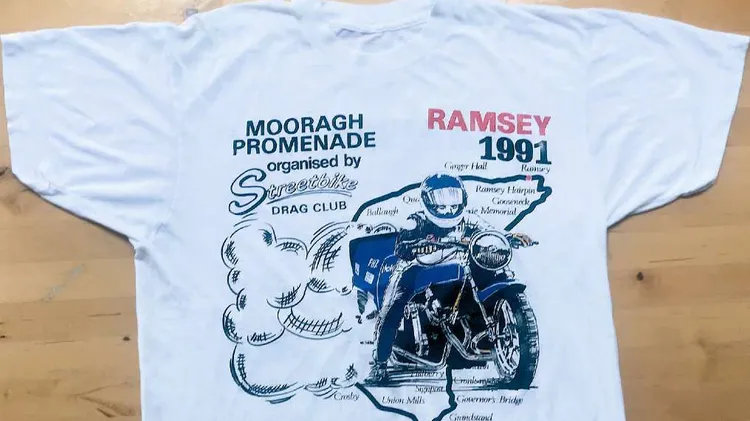 MOORAGH
PROMENADE
organised by
Streetbike
DRAG CLUB
RAMSEY
1991
Ginger Hall
Ramsey
Ramsey Hairpin
Gooseneck
Ballaugh
Memorial
Crosby
Union Mills
Signpost
Governor's Bridge
Grandstand